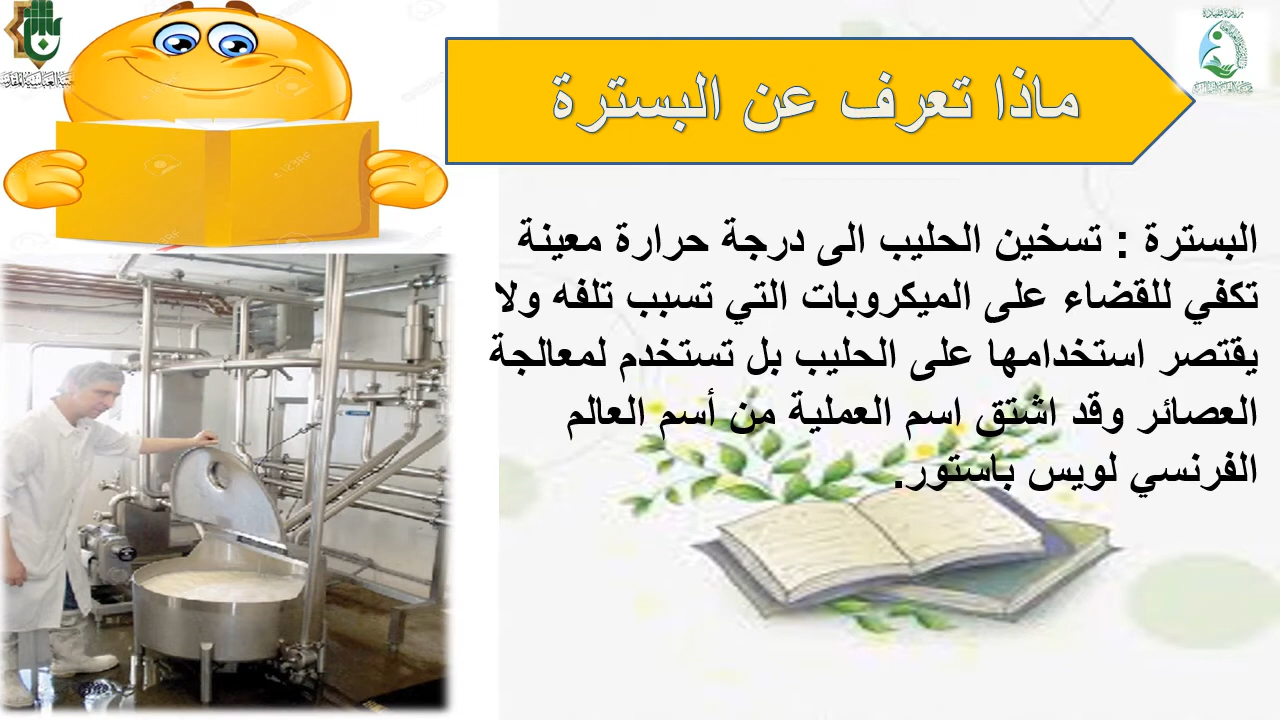 ماذا تعرف عن البسترة
البسترة : تسخين الحليب الى درجة حرارة معينة
تكفي للقضاء على الميكروبات التي تسبب تلفه ولا
يقتصر استخدامها على الحليب بل تستخدم لمعالجة
العصائر وقد اشتق اسم العملية من أسم العالم
الفرنسي لويس باستور.